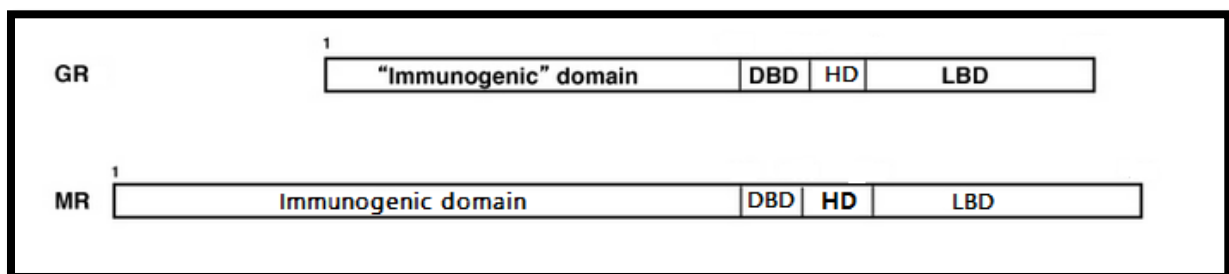 1
GR "Immunogenic" domain DBD HD LBD
1
MR Immunogenic domain DBD HD LBD